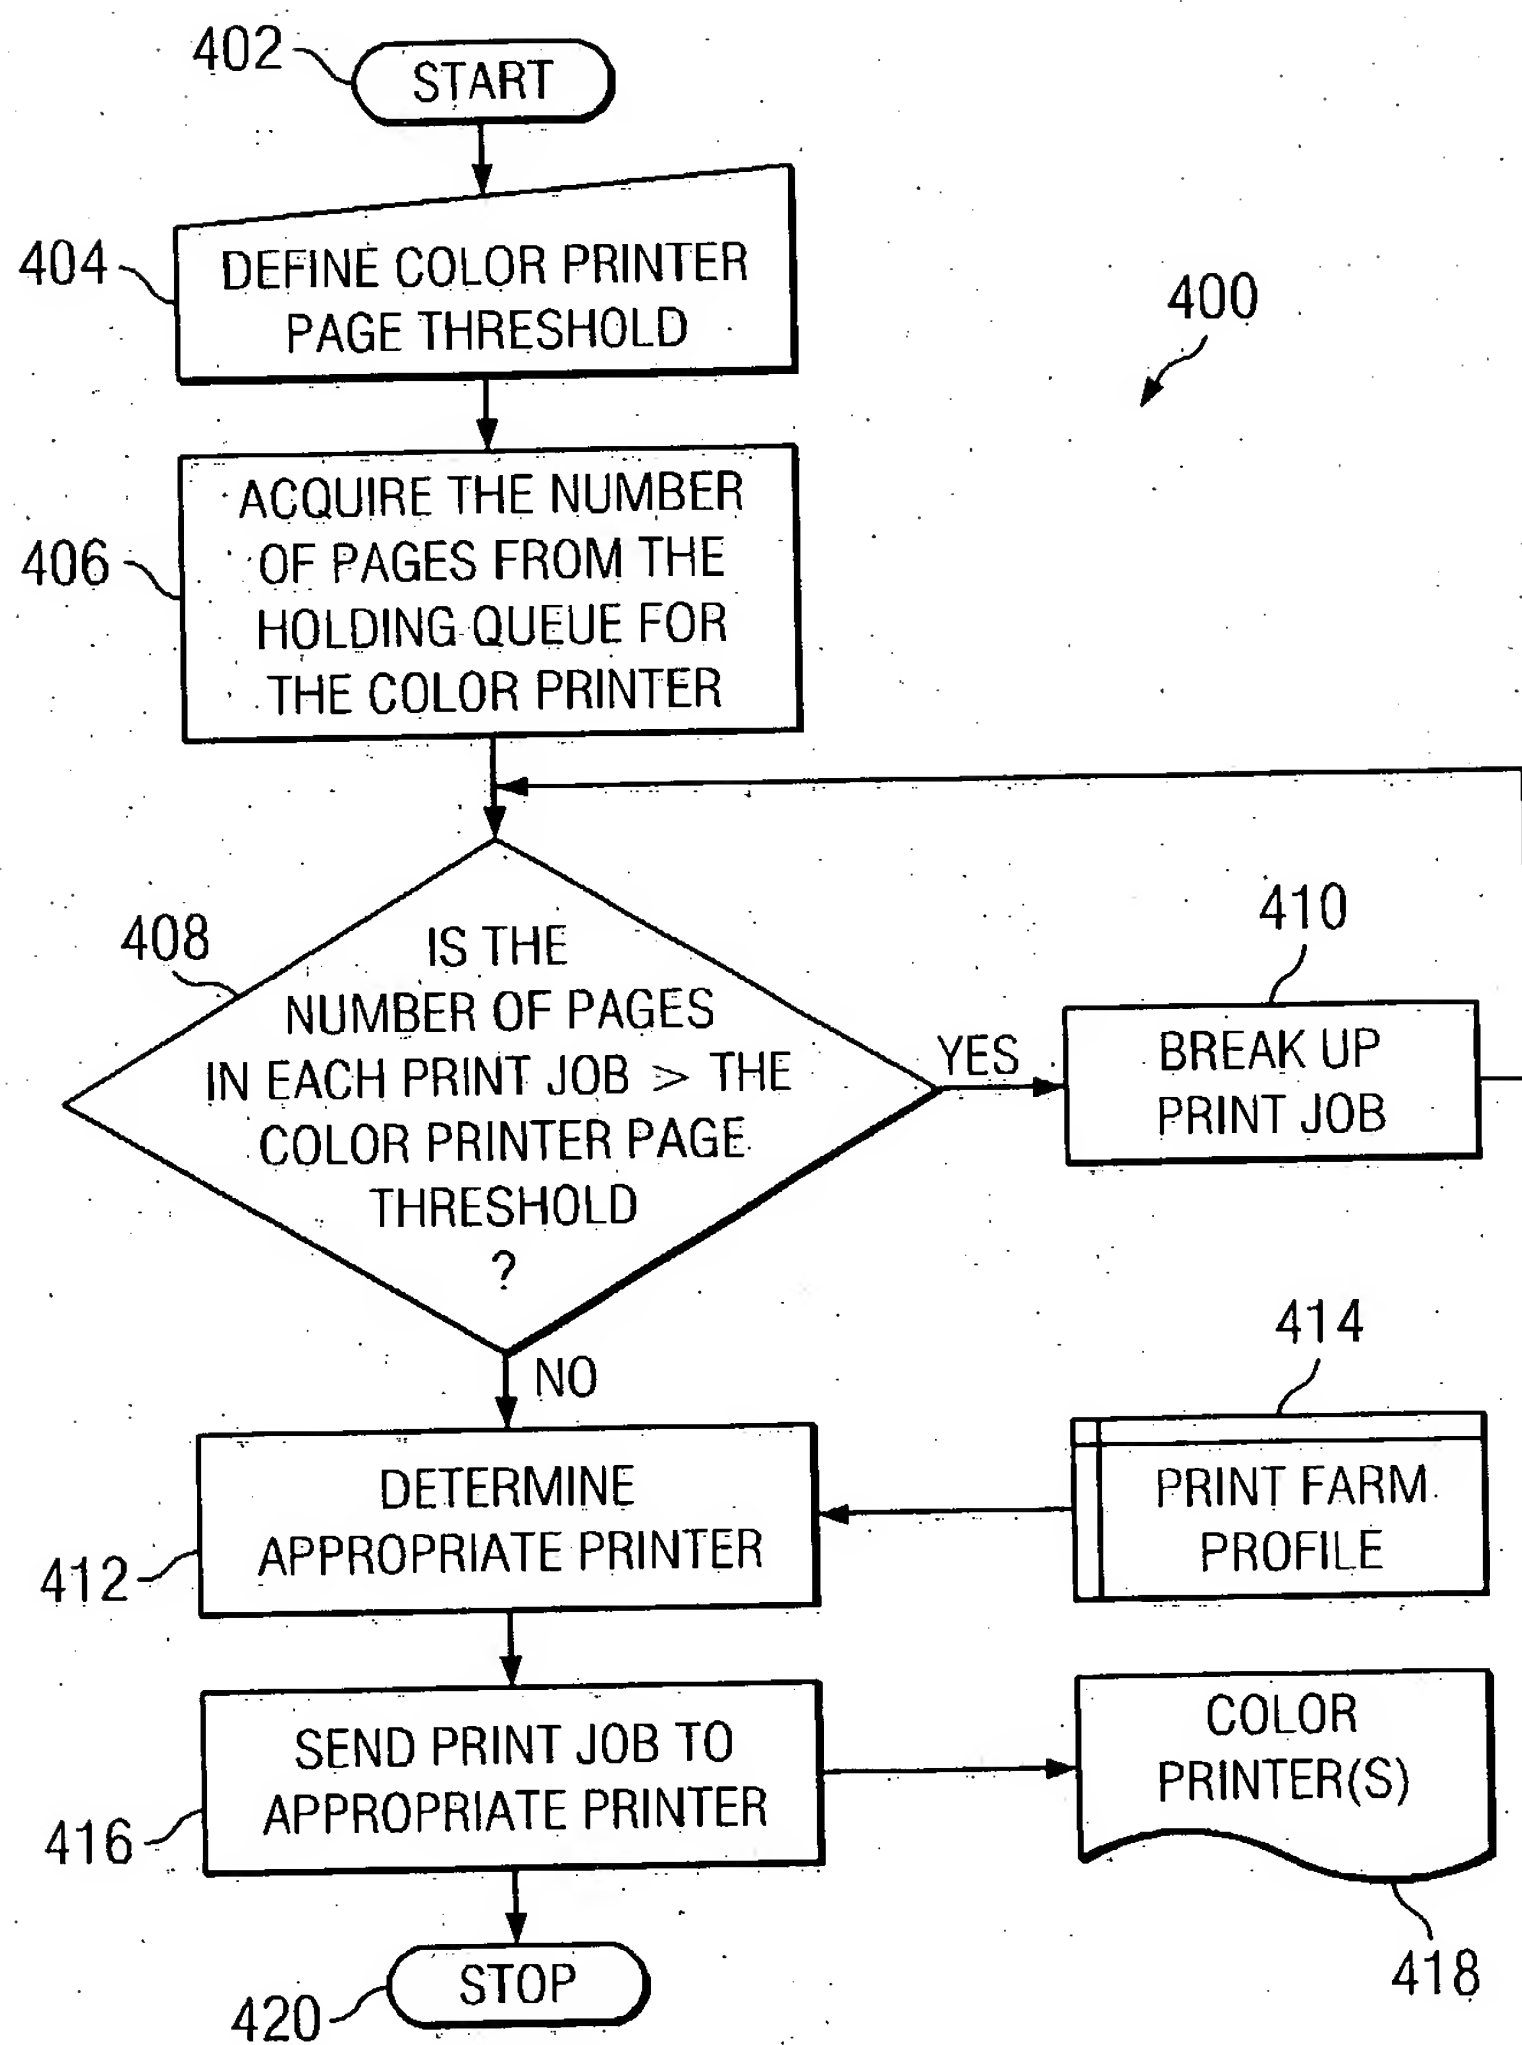 402
START
404
DEFINE COLOR PRINTER
PAGE THRESHOLD
400
406
ACQUIRE THE NUMBER
OF PAGES FROM THE
HOLDING QUEUE FOR
THE COLOR PRINTER
408
IS THE
NUMBER OF PAGES
IN EACH PRINT JOB > THE
COLOR PRINTER PAGE
THRESHOLD
?
YES
410
BREAK UP
PRINT JOB
NO
412
DETERMINE
APPROPRIATE PRINTER
414
PRINT FARM
PROFILE
416
SEND PRINT JOB TO
APPROPRIATE PRINTER
COLOR
PRINTER(S)
418
420
STOP